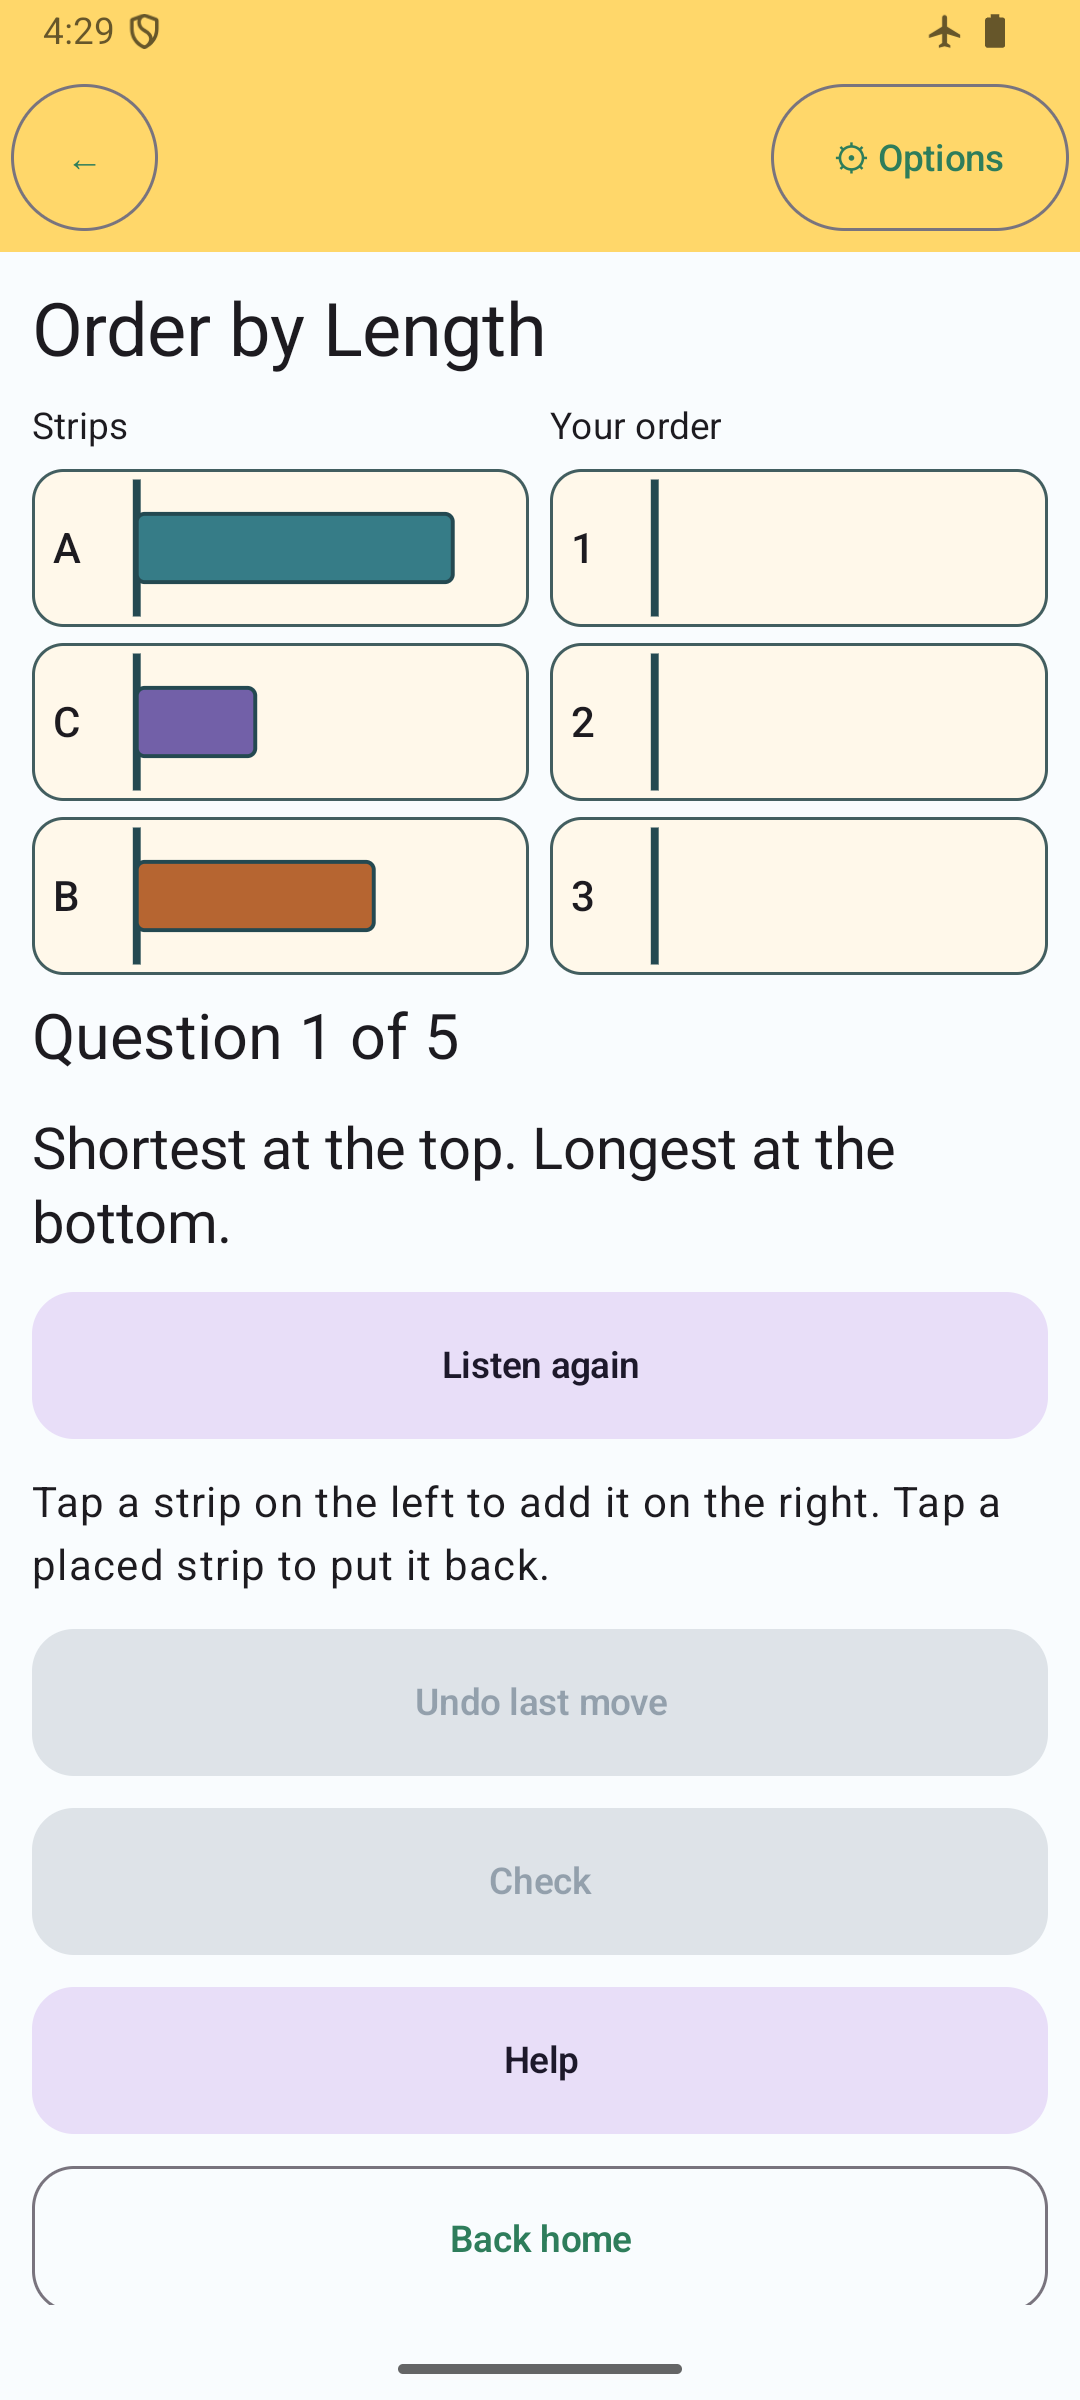 4:29
←
Options
Order by Length
Strips
Your order
A
1
C
2
B
3
Question 1 of 5
Shortest at the top. Longest at the
bottom.
Listen again
Tap a strip on the left to add it on the right. Tap a
placed strip to put it back.
Undo last move
Check
Help
Back home